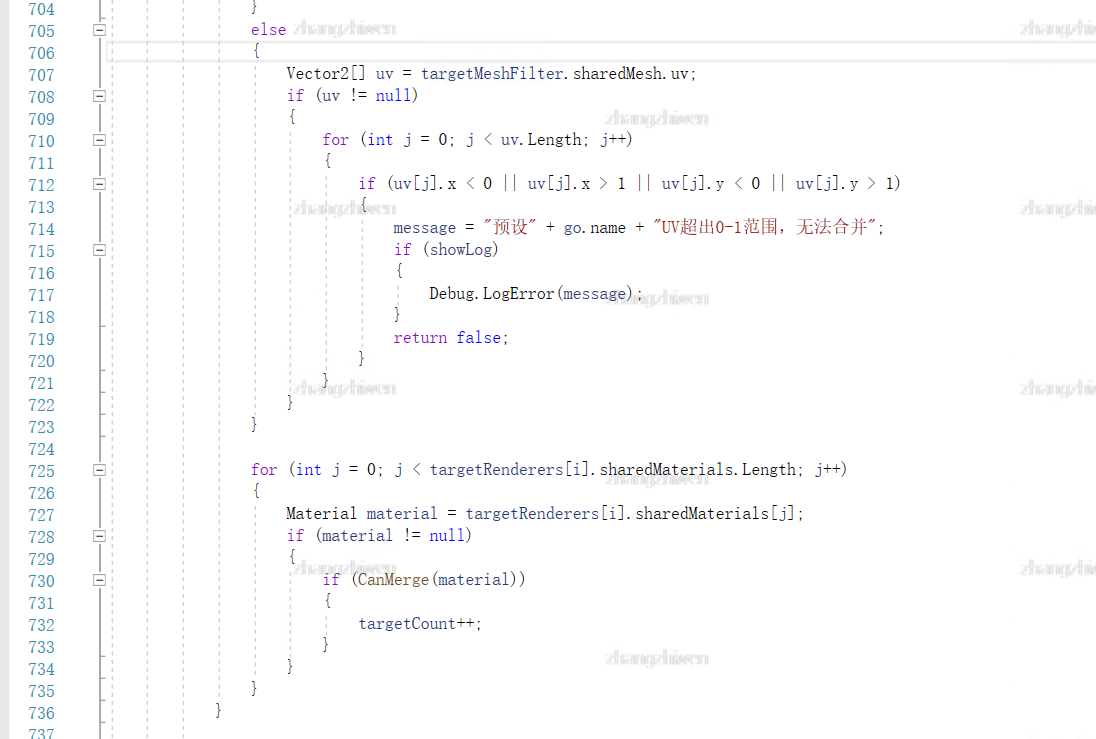 704 }
705 else
706 {
707 Vector2[] uv = targetMeshFilter.sharedMesh.uv;
708 if (uv != null)
709 {
710 for (int j = 0; j < uv.Length; j++)
711 {
712 if (uv[j].x < 0 || uv[j].x > 1 || uv[j].y < 0 || uv[j].y > 1)
713 {
714 message = "预设" + go.name + "UV超出0-1范围，无法合并";
715 if (showLog)
716 {
717 Debug.LogError(message);
718 }
719 return false;
720 }
721 }
722 }
723 }
724
725 for (int j = 0; j < targetRenderers[i].sharedMaterials.Length; j++)
726 {
727 Material material = targetRenderers[i].sharedMaterials[j];
728 if (material != null)
729 {
730 if (CanMerge(material))
731 {
732 targetCount++;
733 }
734 }
735 }
736 }
737